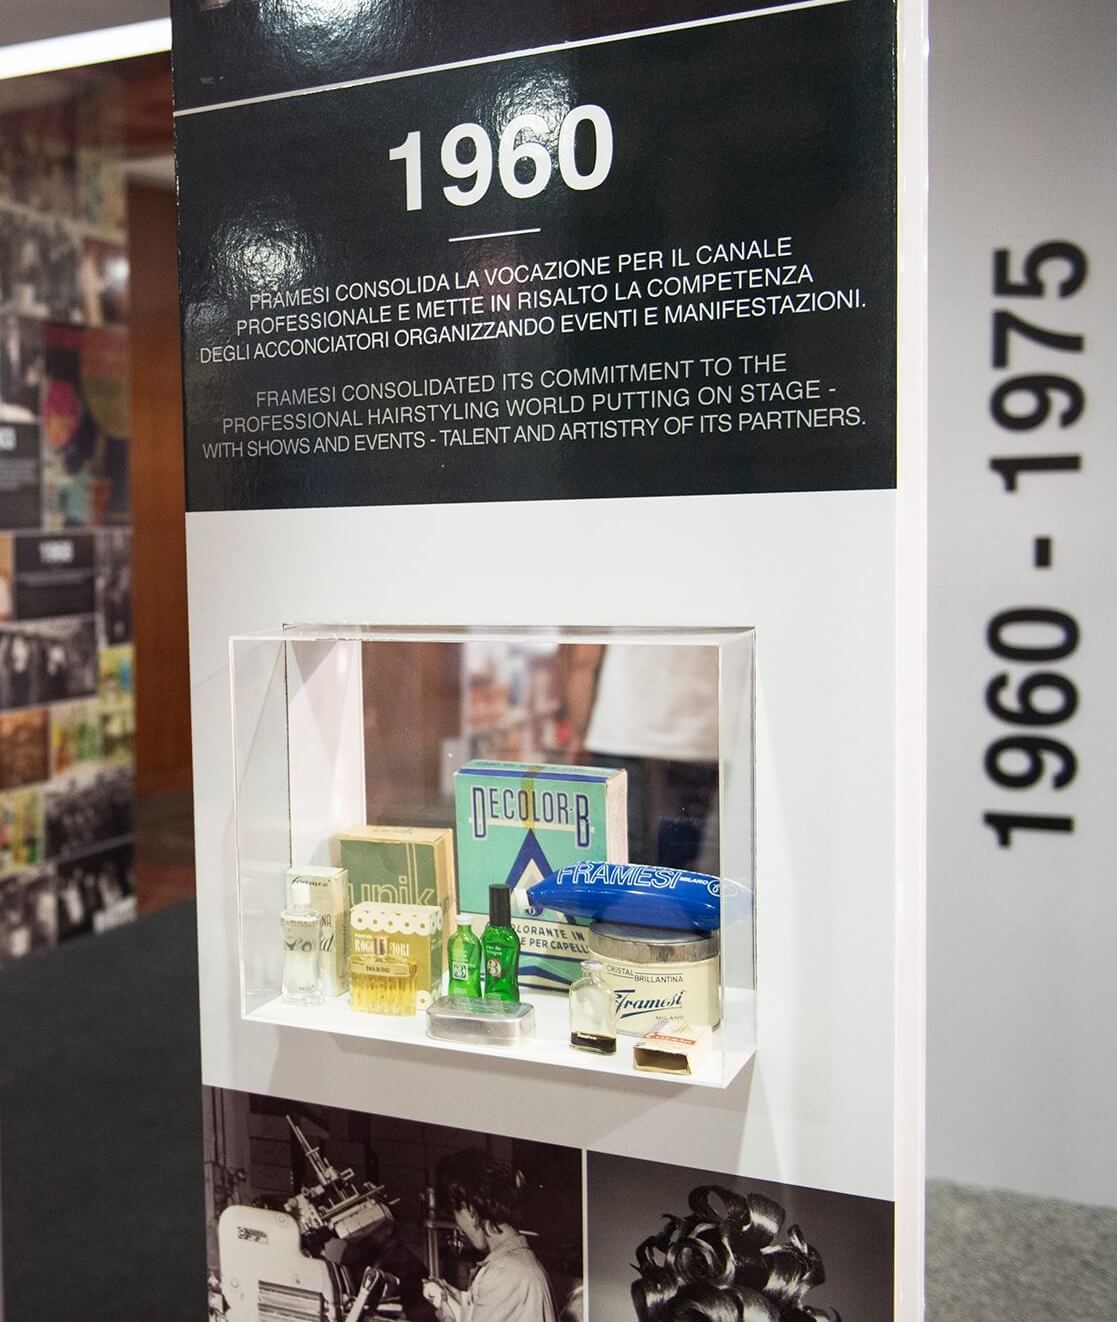 1960
FRAMESI CONSOLIDA LA VOCAZIONE PER IL CANALE
PROFESSIONALE E METTE IN RISALTO LA COMPETENZA
DEGLI ACCONCIATORI ORGANIZZANDO EVENTI E MANIFESTAZIONI.
FRAMESI CONSOLIDATED ITS COMMITMENT TO THE
PROFESSIONAL HAIRSTYLING WORLD PUTTING ON STAGE -
WITH SHOWS AND EVENTS - TALENT AND ARTISTRY OF ITS PARTNERS.
1960 - 1975
DECOLOR-B
unik
FRAMESI MILANO
Framesi
CRISTAL
BRILLANTINA
Framesi
MILANO